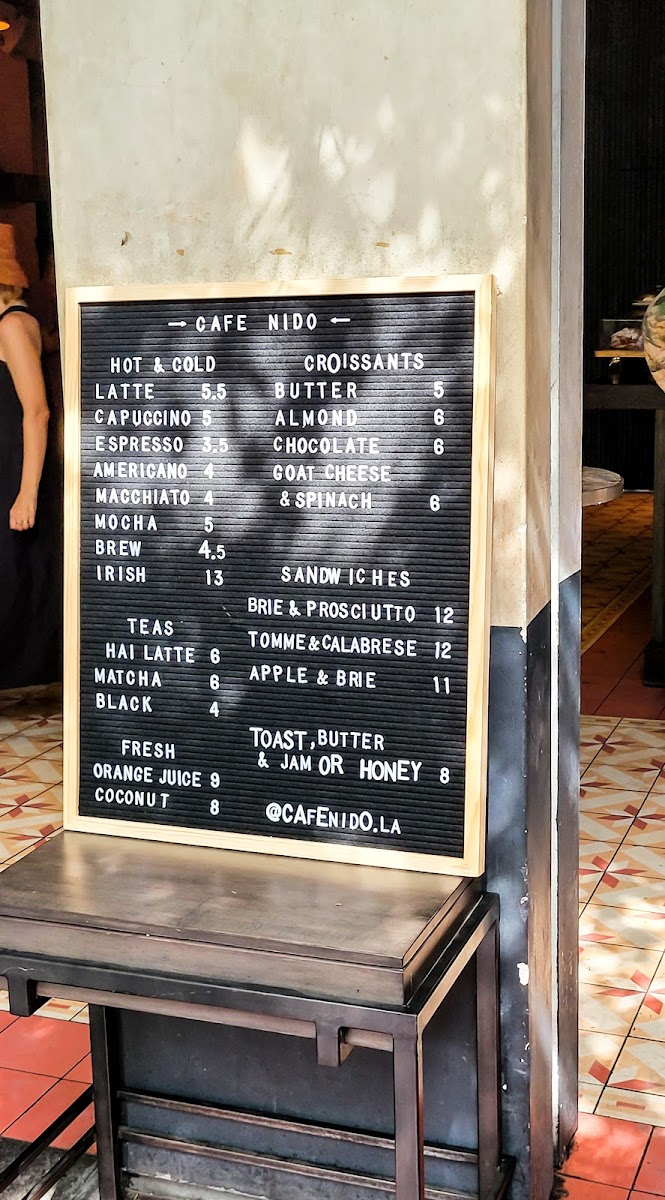 → CAFE NIDO ←
HOT & COLD
LATTE 5.5
CAPUCCINO 5
ESPRESSO 3.5
AMERICANO 4
MACCHIATO 4
MOCHA 5
BREW 4.5
IRISH 13
TEAS
HAI LATTE 6
MATCHA 6
BLACK 4
FRESH
ORANGE JUICE 9
COCONUT 8
CROISSANTS
BUTTER 5
ALMOND 6
CHOCOLATE 6
GOAT CHEESE
& SPINACH 6
SANDWICHES
BRIE & PROSCIUTTO 12
TOMME & CALABRESE 12
APPLE & BRIE 11
TOAST, BUTTER
& JAM OR HONEY 8
@CAFENIDO.LA